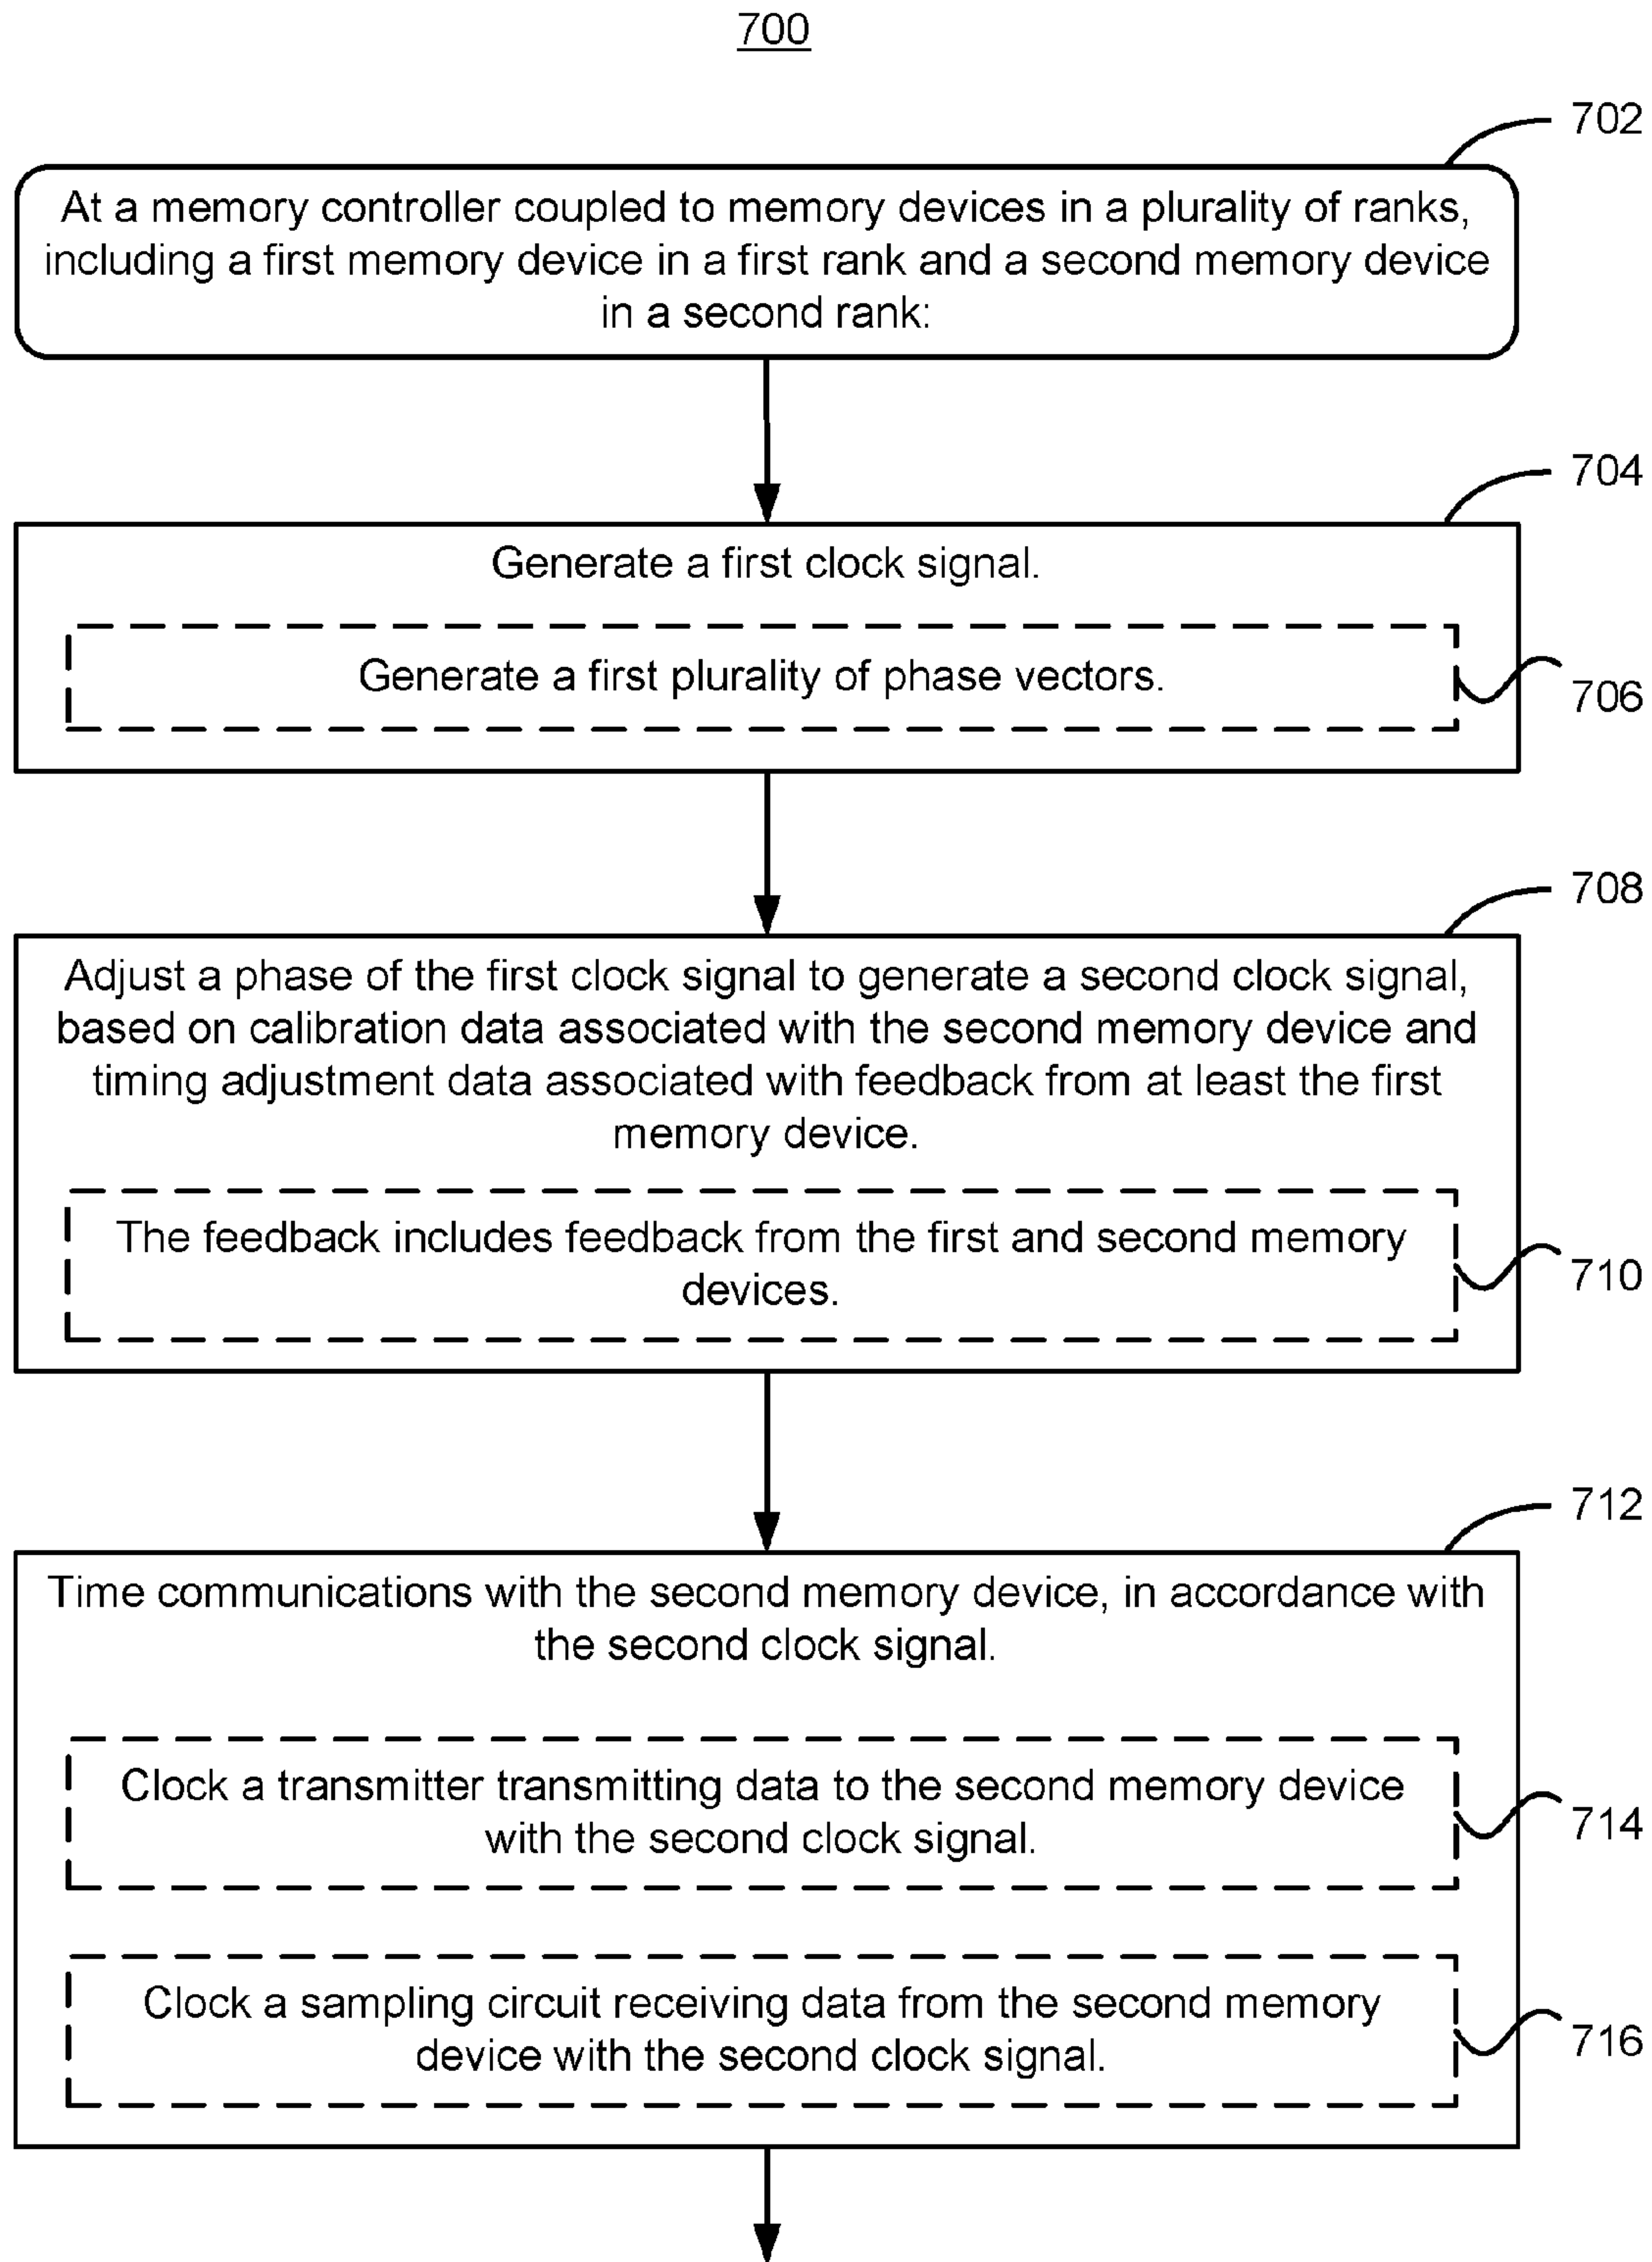 700
702
At a memory controller coupled to memory devices in a plurality of ranks,
including a first memory device in a first rank and a second memory device
in a second rank:
704
Generate a first clock signal.
Generate a first plurality of phase vectors.
706
708
Adjust a phase of the first clock signal to generate a second clock signal,
based on calibration data associated with the second memory device and
timing adjustment data associated with feedback from at least the first
memory device.
The feedback includes feedback from the first and second memory
devices.
710
712
Time communications with the second memory device, in accordance with
the second clock signal.
Clock a transmitter transmitting data to the second memory device
with the second clock signal.
714
Clock a sampling circuit receiving data from the second memory
device with the second clock signal.
716